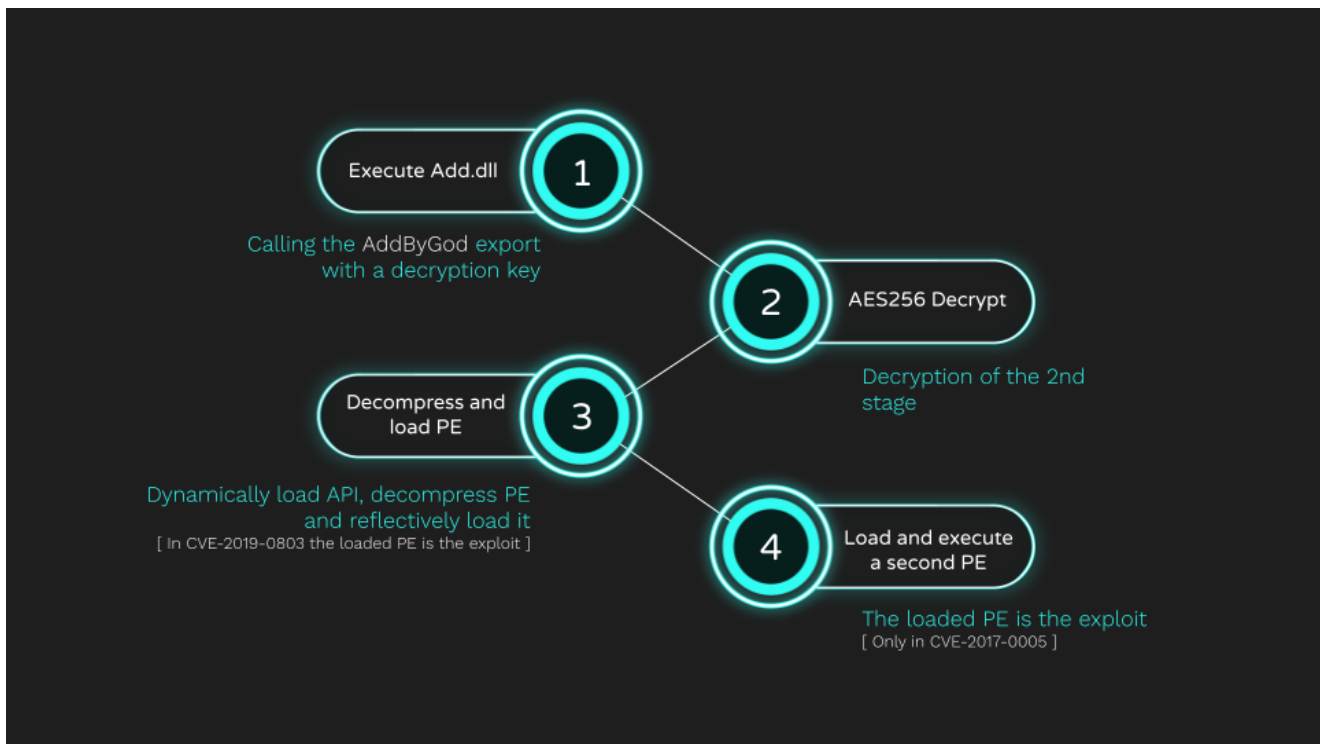 Execute Add.dll
1
Calling the AddByGod export
with a decryption key
2
AES256 Decrypt
Decryption of the 2nd
stage
Decompress and
load PE
3
Dynamically load API, decompress PE
and reflectively load it
[ In CVE-2019-0803 the loaded PE is the exploit ]
4
Load and execute
a second PE
The loaded PE is the exploit
[ Only in CVE-2017-0005 ]